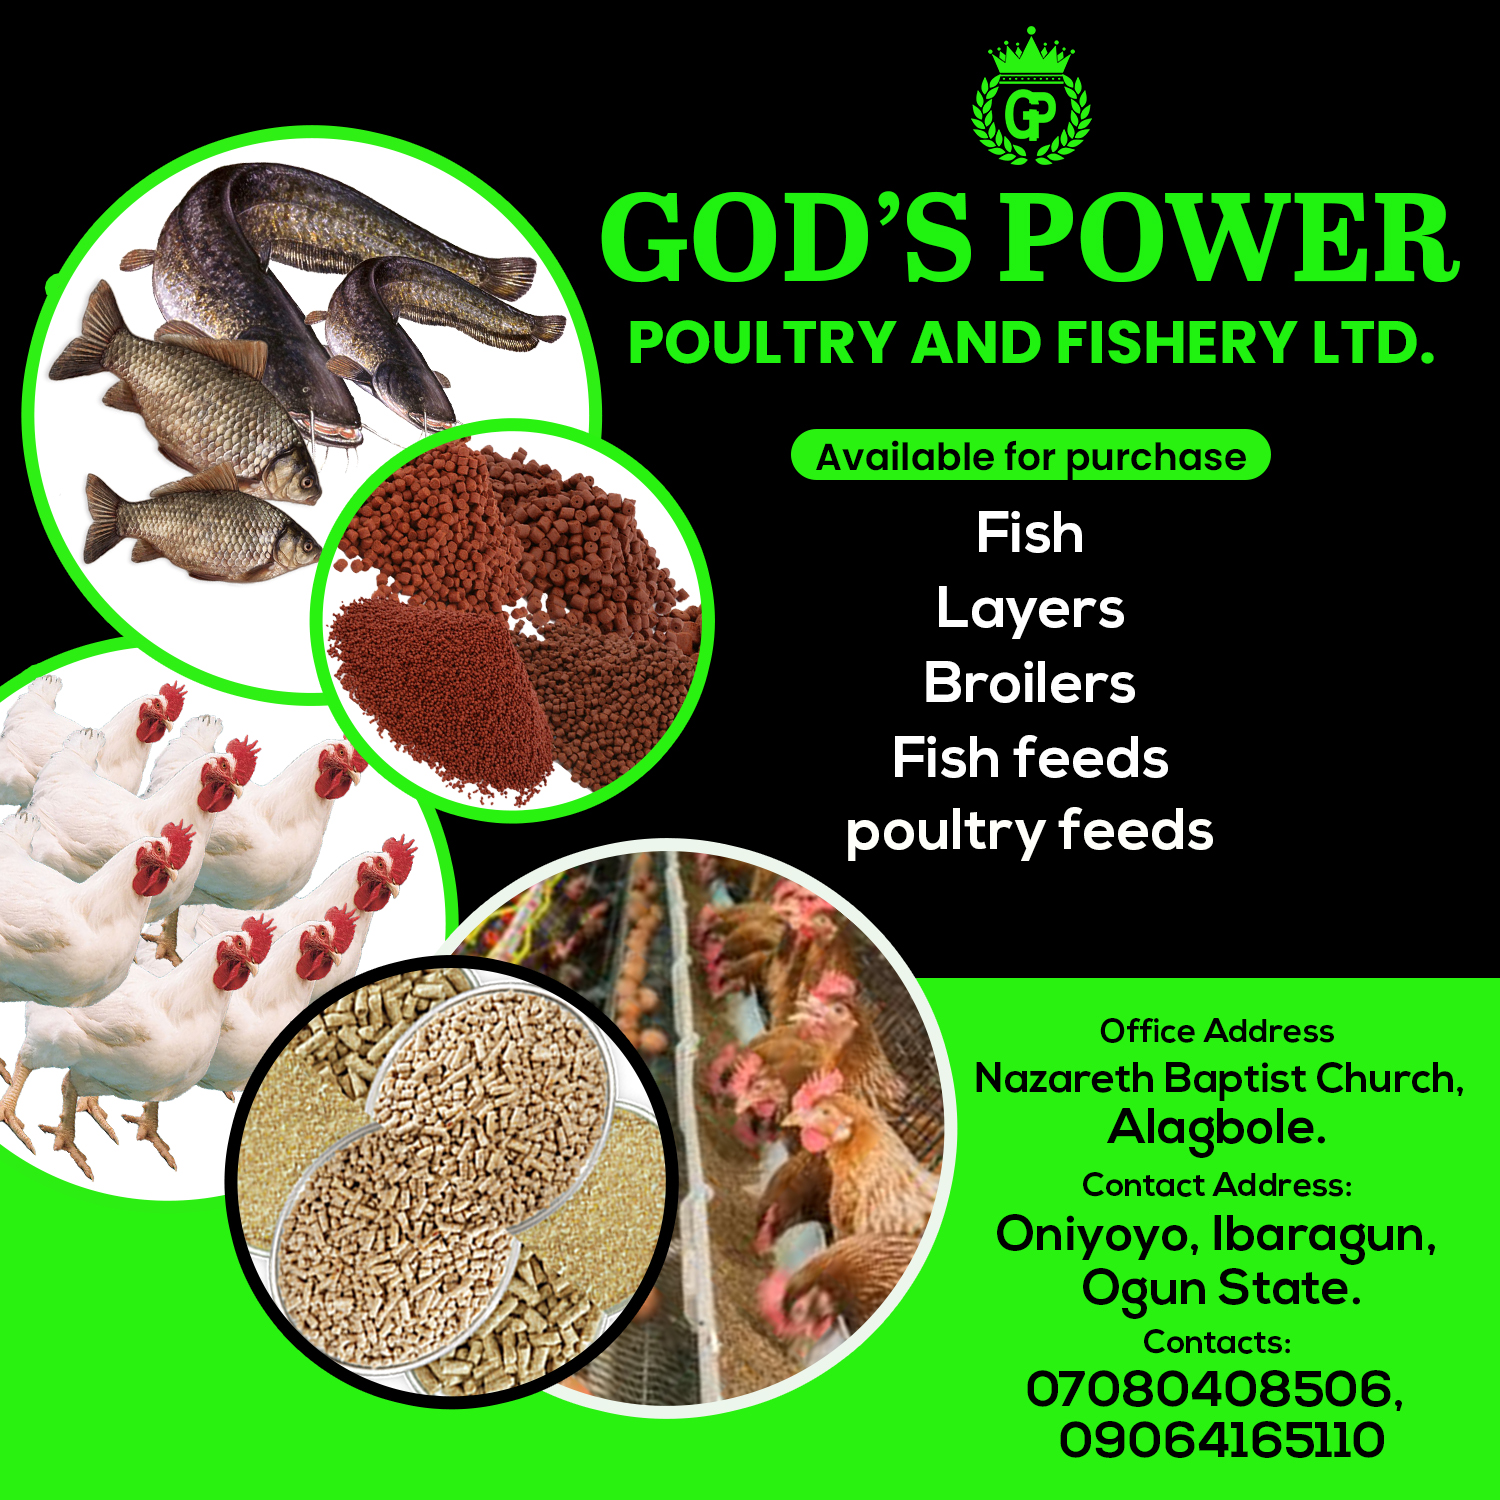 GP
GOD'S POWER
POULTRY AND FISHERY LTD.
Available for purchase
Fish
Layers
Broilers
Fish feeds
poultry feeds
Office Address
Nazareth Baptist Church,
Alagbole.
Contact Address:
Oniyoyo, Ibaragun,
Ogun State.
Contacts:
07080408506,
09064165110